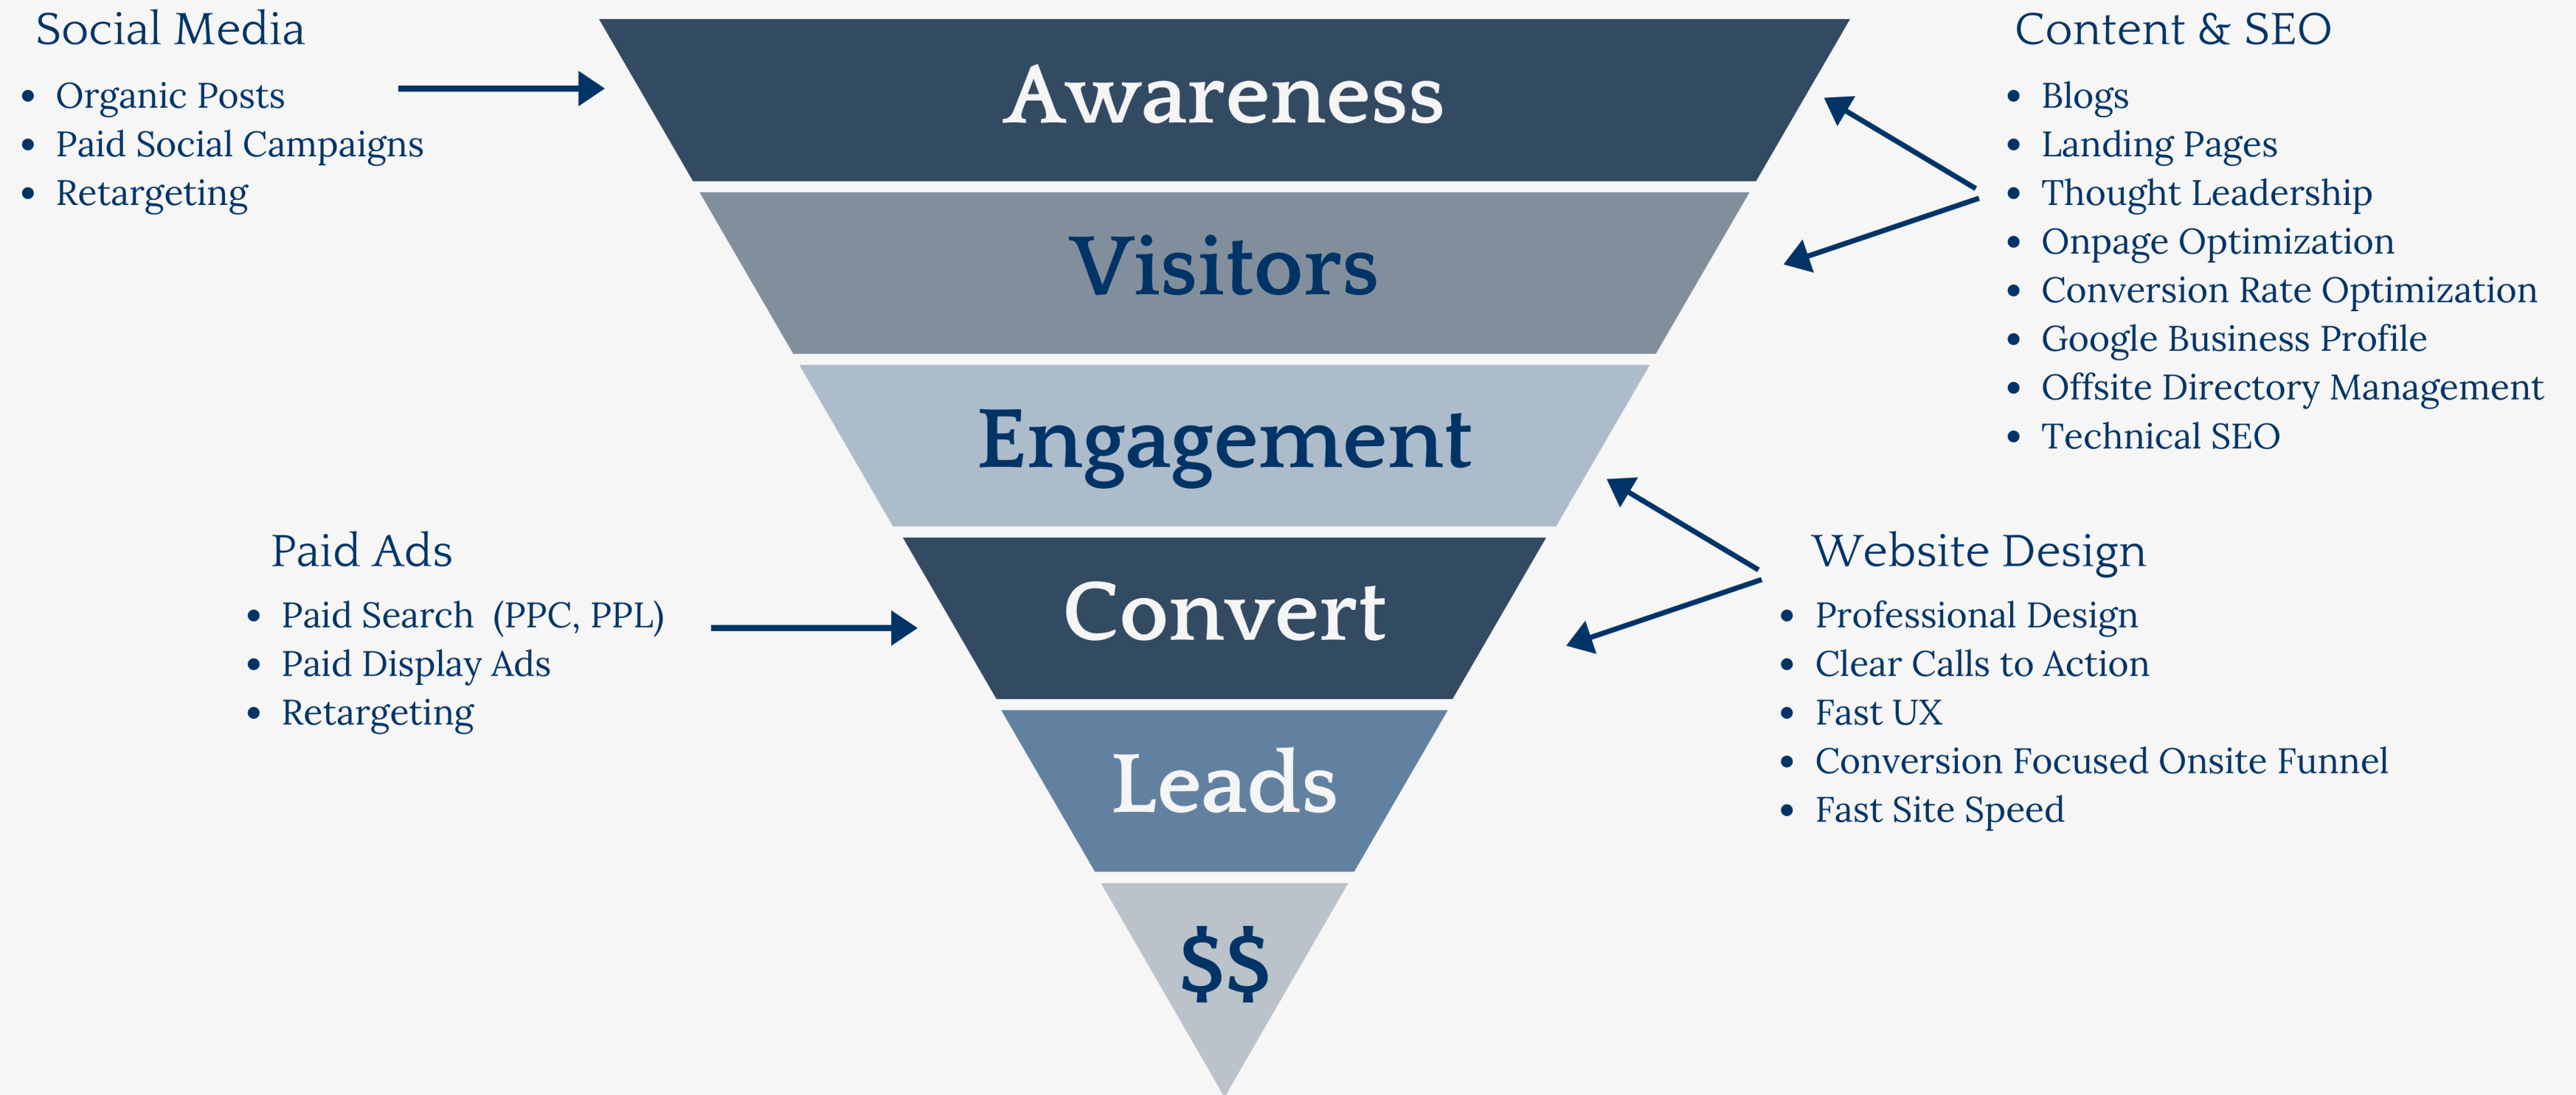 Social Media
Organic Posts
Paid Social Campaigns
Retargeting
Awareness
Visitors
Engagement
Convert
Leads
$$
Content & SEO
Blogs
Landing Pages
Thought Leadership
Onpage Optimization
Conversion Rate Optimization
Google Business Profile
Offsite Directory Management
Technical SEO
Paid Ads
Paid Search (PPC, PPL)
Paid Display Ads
Retargeting
Website Design
Professional Design
Clear Calls to Action
Fast UX
Conversion Focused Onsite Funnel
Fast Site Speed